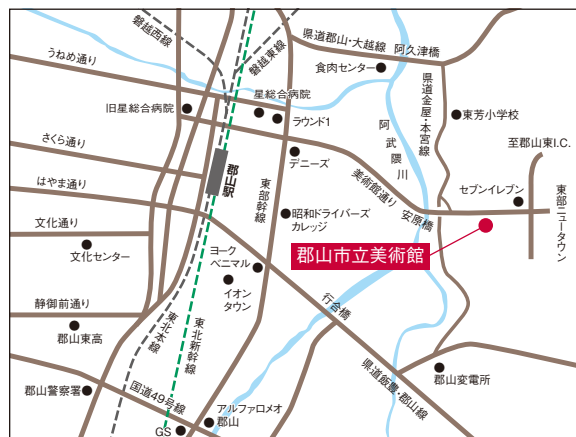 磐越西線
磐越東線
県道郡山・大越線
阿久津橋
うねめ通り
食肉センター
県道金屋・本宮線
星総合病院
旧星総合病院
ラウンド1
東芳小学校
阿武隈川
至郡山東I.C.
さくら通り
デニーズ
美術館通り
郡山駅
はやま通り
セブンイレブン
東部ニュータウン
東部幹線
安原橋
昭和ドライバーズ
カレッジ
文化通り
文化センター
郡山市立美術館
ヨーク
ベニマル
イオン
タウン
静御前通り
行合橋
郡山東高
東北本線
東北新幹線
県道飯豊・郡山線
郡山変電所
郡山警察署
国道49号線
アルファロメオ
郡山
GS